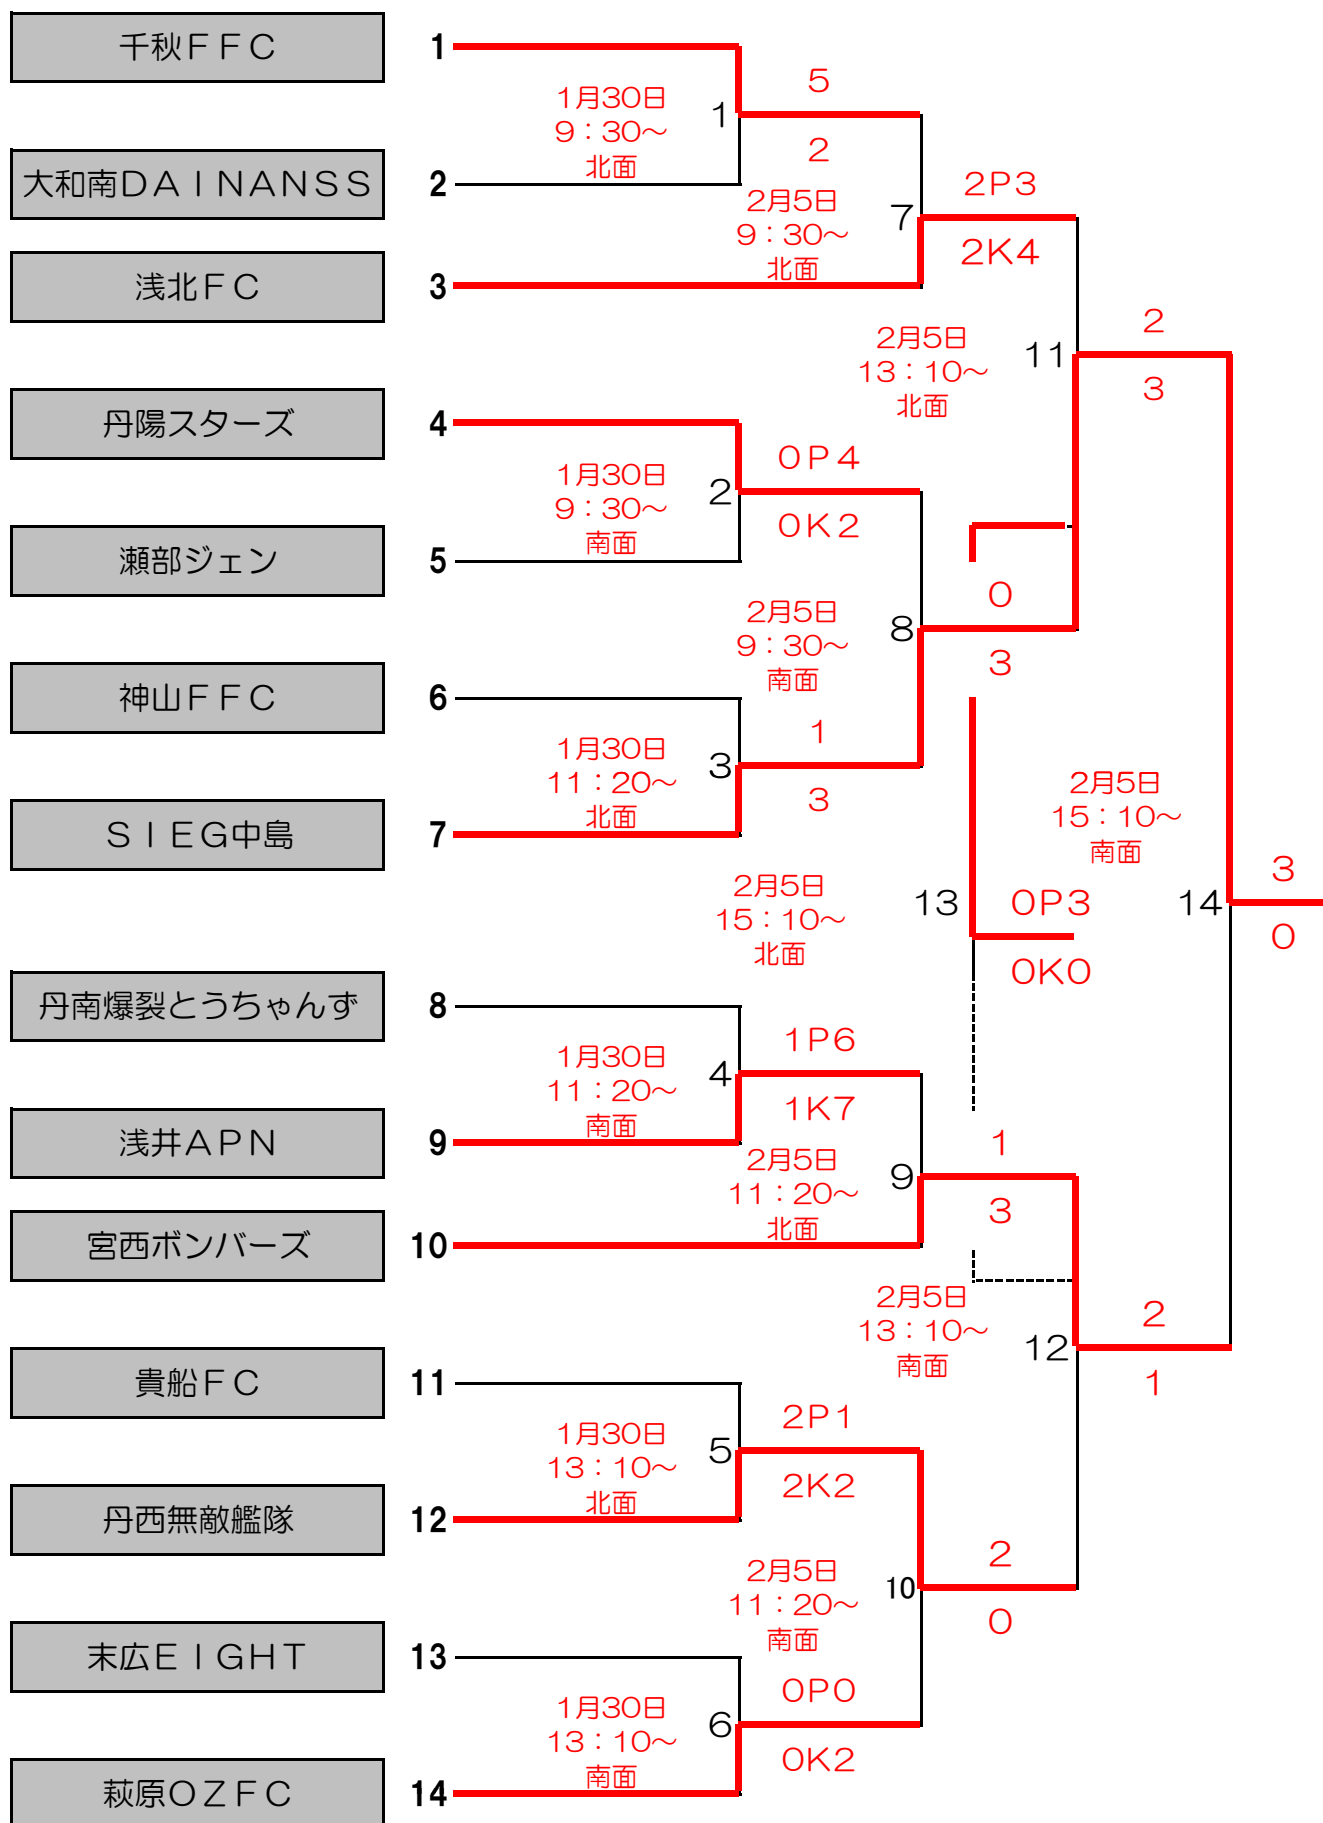 千秋ＦＦＣ
1
5
1月30日
9：30～
北面
1
2
大和南ＤＡＩＮＡＮＳＳ
2
2P3
2月5日
9：30～
北面
7
2K4
浅北ＦＣ
3
2
2月5日
13：10～
北面
11
3
丹陽スターズ
4
0P4
1月30日
9：30～
南面
2
0K2
瀬部ジェン
5
0
2月5日
9：30～
南面
8
3
神山ＦＦＣ
6
1
1月30日
11：20～
北面
3
3
2月5日
15：10～
南面
ＳＩＥＧ中島
7
3
2月5日
15：10～
北面
13
0P3
14
0
0K0
丹南爆裂とうちゃんず
8
1P6
1月30日
11：20～
南面
4
1K7
浅井ＡＰＮ
9
1
2月5日
11：20～
北面
9
3
宮西ボンバーズ
10
2月5日
13：10～
南面
12
2
1
貴船ＦＣ
11
2P1
1月30日
13：10～
北面
5
2K2
丹西無敵艦隊
12
2
2月5日
11：20～
南面
10
0
末広ＥＩＧＨＴ
13
0P0
1月30日
13：10～
南面
6
0K2
萩原ＯＺＦＣ
14